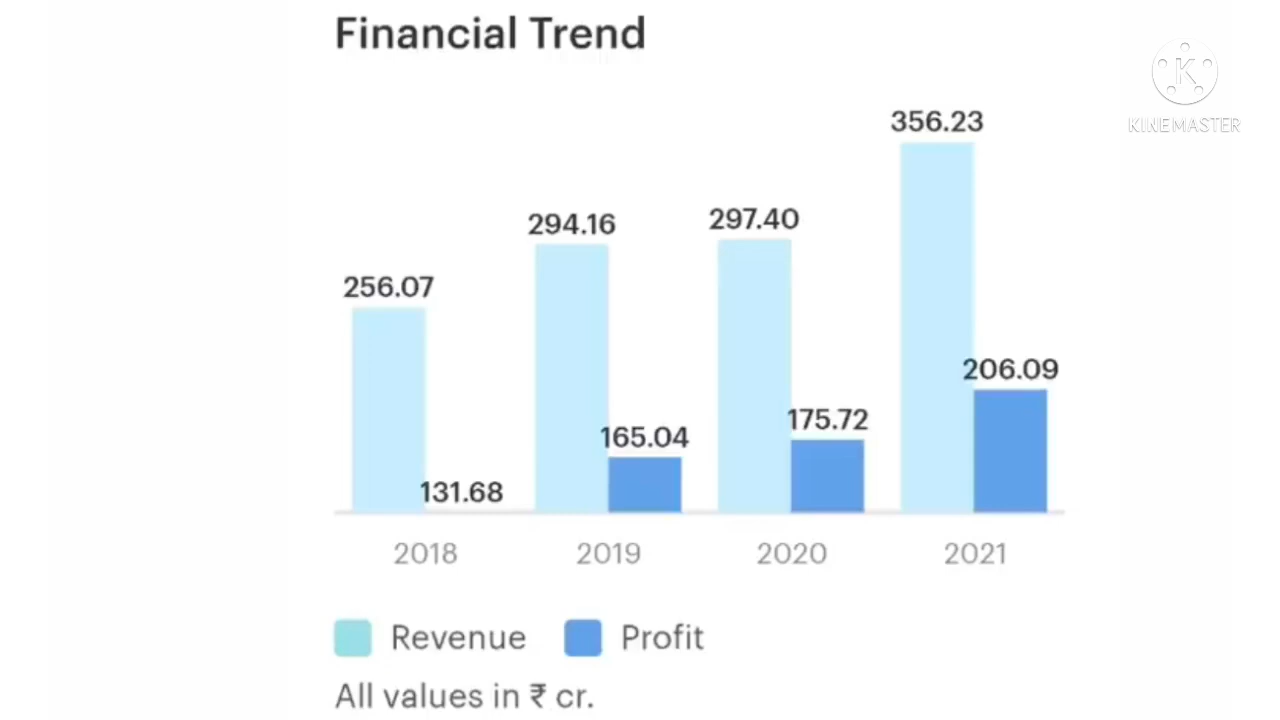 Financial Trend
KINEMASTER
356.23
294.16
297.40
256.07
206.09
165.04
175.72
131.68
2018 2019 2020 2021
Revenue Profit
All values in ₹ cr.